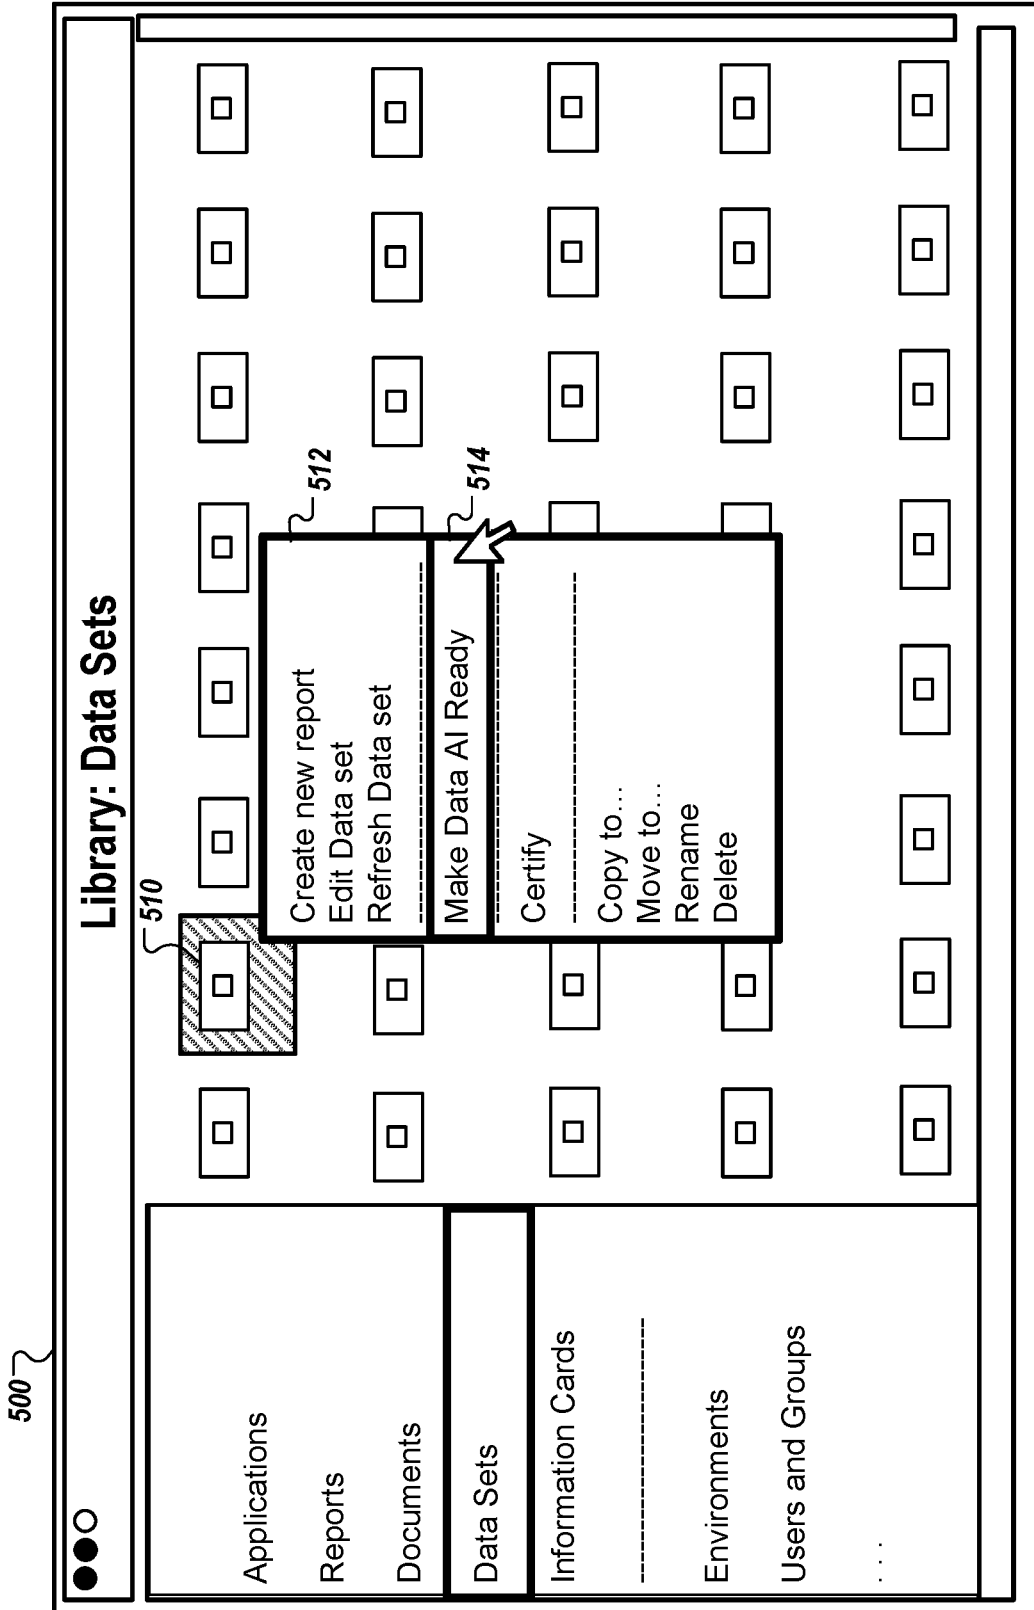 500
Library: Data Sets
Applications
Reports
Documents
Data Sets
Information Cards
Environments
Users and Groups
. . .
510
512
Create new report
Edit Data set
Refresh Data set
514
Make Data AI Ready
Certify
Copy to...
Move to...
Rename
Delete